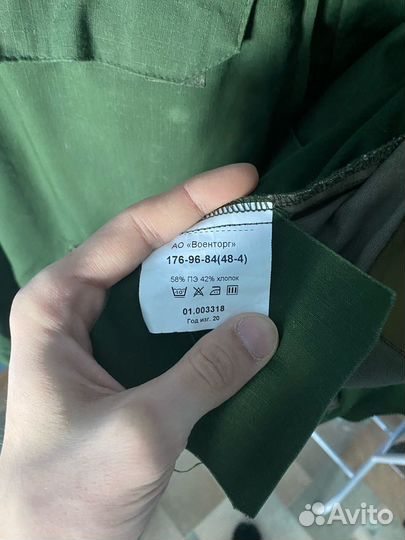 АО «Военторг»
176-96-84(48-4)
58% ПЭ 42% хлопок
01.003318
Год изг. 20
Avito